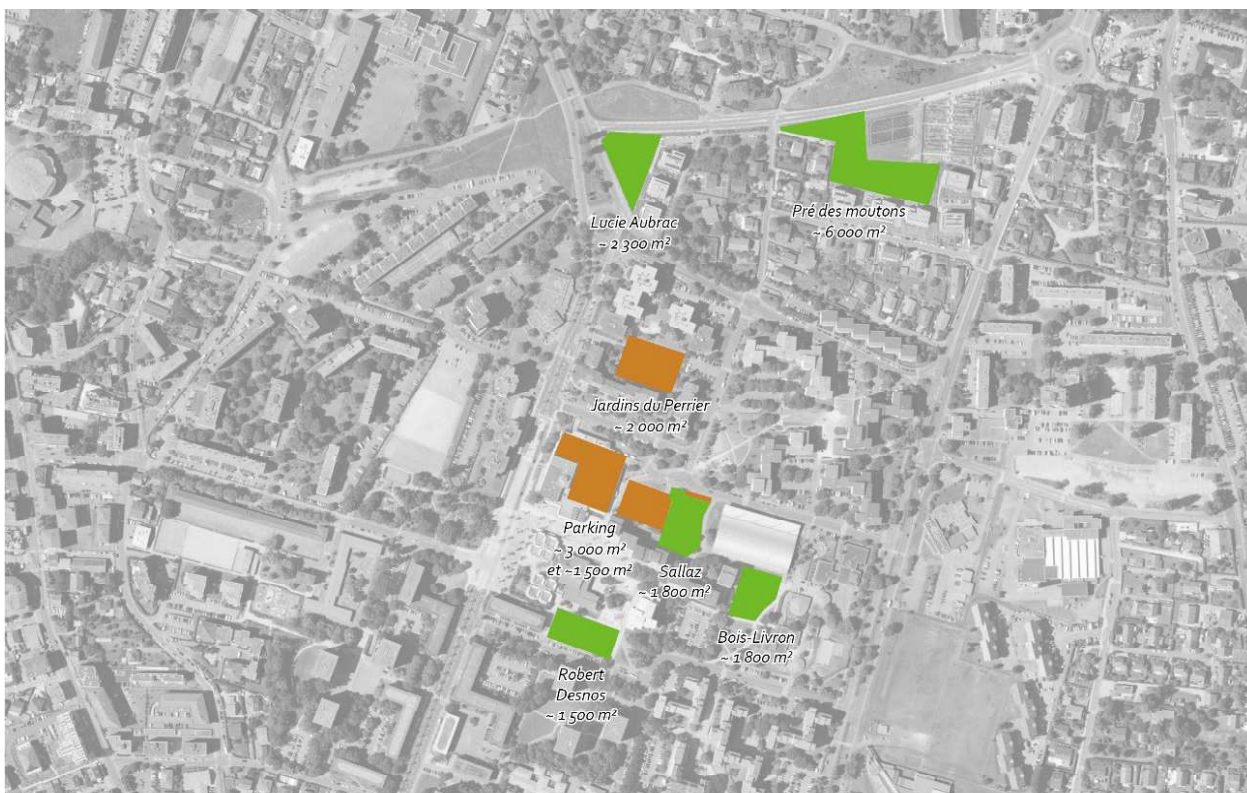 Lucie Aubrac
~ 2 300 m²
Pré des moutons
~ 6 000 m²
Jardins du Perrier
~ 2 000 m²
Parking
~ 3 000 m²
et ~1 500 m²
Sallaz
~ 1 800 m²
Bois-Livron
~ 1 800 m²
Robert
Desnos
~ 1 500 m²